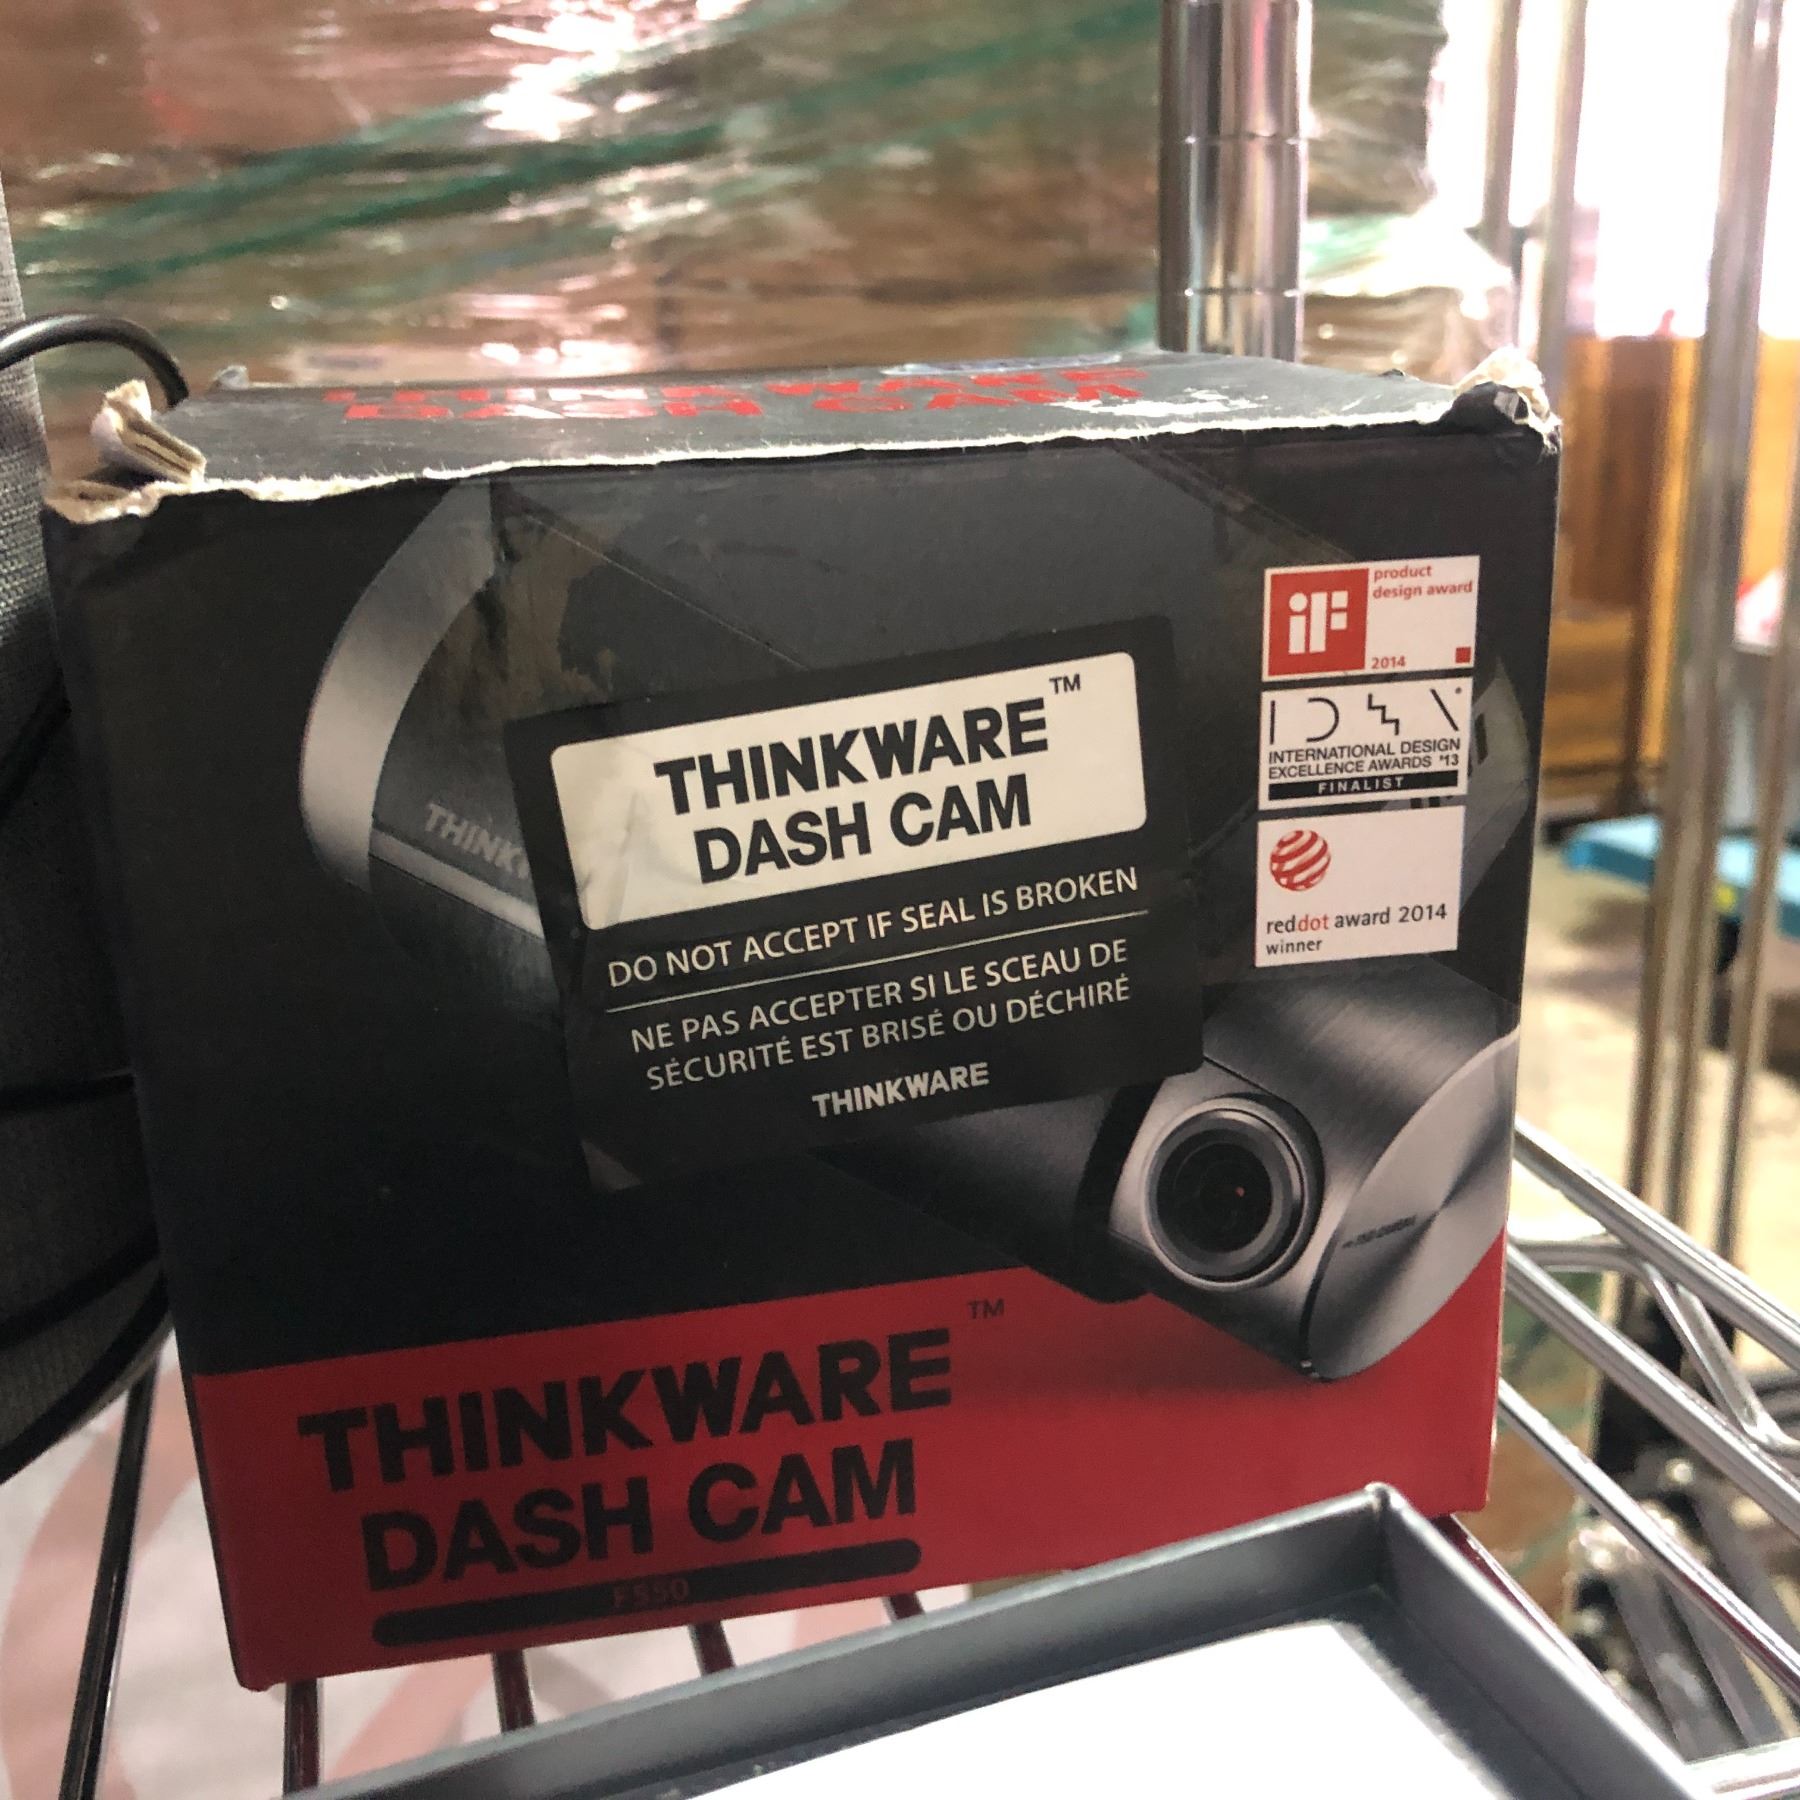 THINKWARE
DASH CAM
product
design award
iF
2014
INTERNATIONAL DESIGN
EXCELLENCE AWARDS '13
FINALIST
reddot award 2014
winner
THINK
THINKWARE™
DASH CAM
DO NOT ACCEPT IF SEAL IS BROKEN
NE PAS ACCEPTER SI LE SCEAU DE
SÉCURITÉ EST BRISÉ OU DÉCHIRÉ
THINKWARE
THINKWARE™
DASH CAM